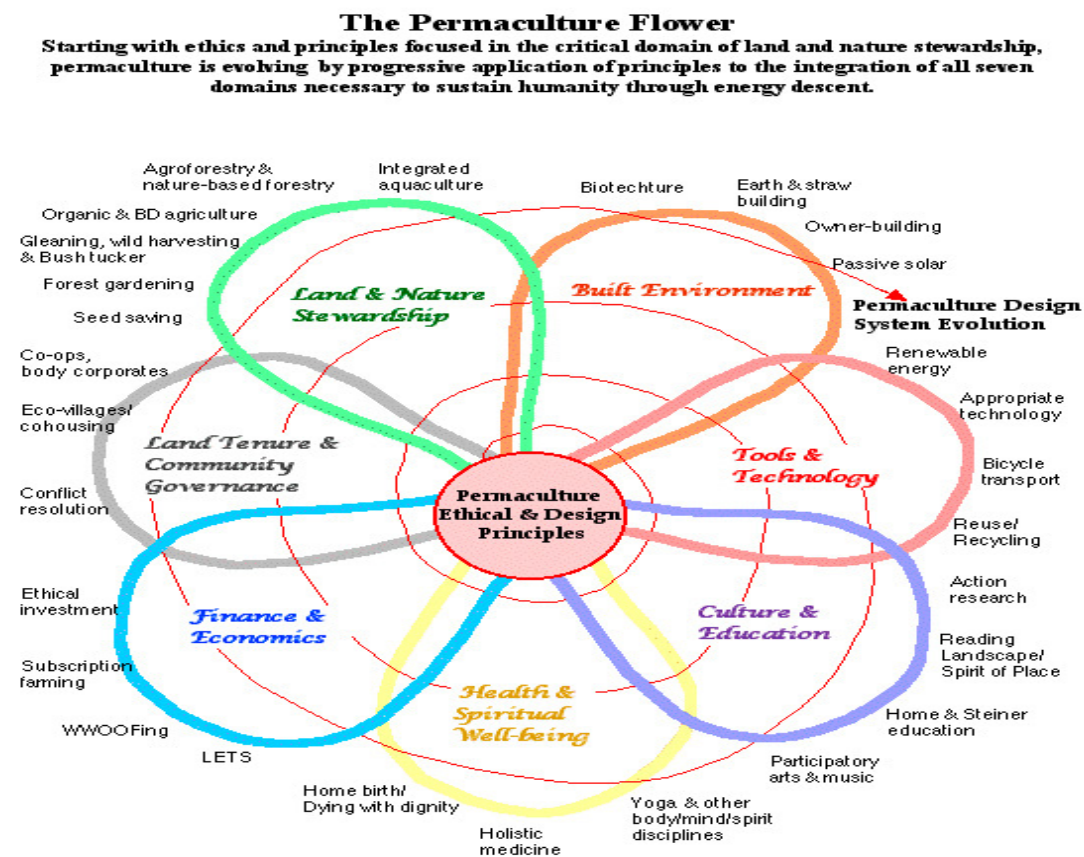 The Permaculture Flower
Starting with ethics and principles focused in the critical domain of land and nature stewardship,
permaculture is evolving by progressive application of principles to the integration of all seven
domains necessary to sustain humanity through energy descent.
Agroforestry &
nature-based forestry
Integrated
aquaculture
Biotechture
Earth & straw
building
Organic & BD agriculture
Owner-building
Gleaning, wild harvesting
& Bush tucker
Passive solar
Forest gardening
Land & Nature
Stewardship
Built Environment
Permaculture Design
System Evolution
Seed saving
Co-ops,
body corporates
Renewable
energy
Eco-villages/
cohousing
Appropriate
technology
Land Tenure &
Community
Governance
Tools &
Technology
Bicycle
transport
Conflict
resolution
Permaculture
Ethical & Design
Principles
Reuse/
Recycling
Ethical
investment
Action
research
Finance &
Economics
Culture &
Education
Reading
Landscape/
Spirit of Place
Subscription
farming
Health &
Spiritual
Well-being
WWOOFing
Home & Steiner
education
LETS
Participatory
arts & music
Home birth/
Dying with dignity
Yoga & other
body/mind/spirit
disciplines
Holistic
medicine